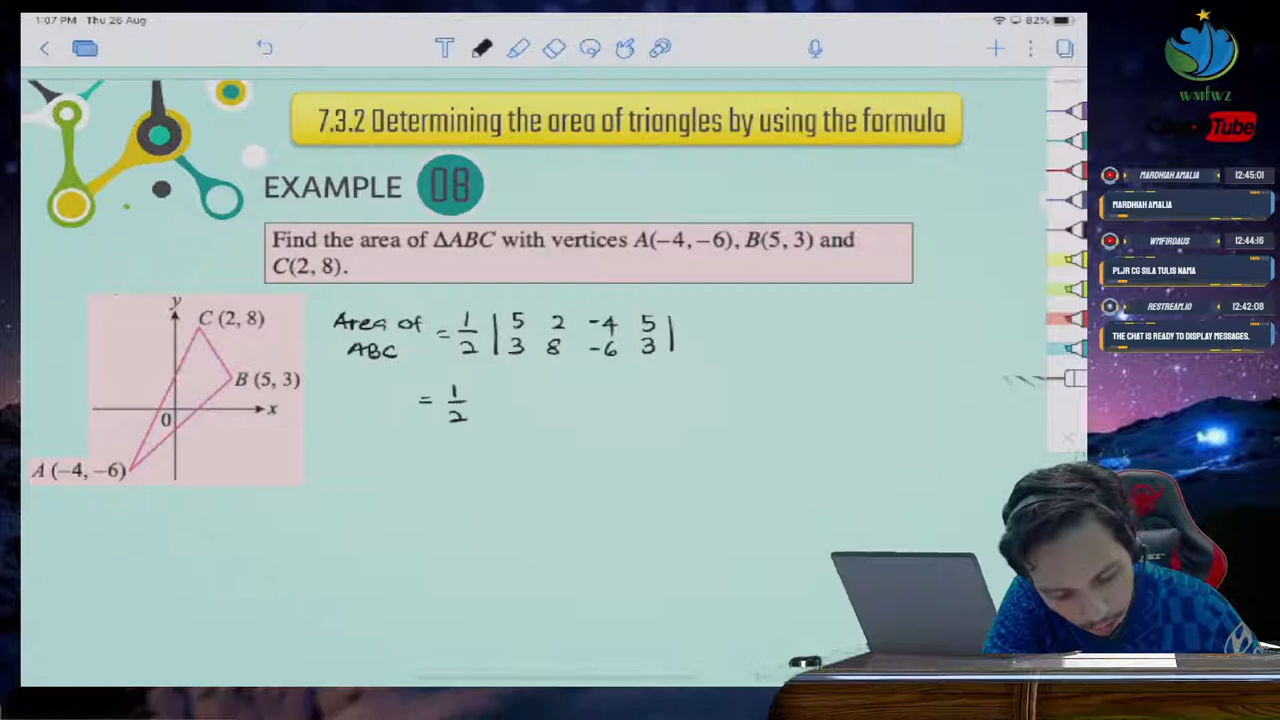 1:07 PM Thu 26 Aug
82%
7.3.2 Determining the area of triangles by using the formula
EXAMPLE 08
Find the area of ΔABC with vertices A(−4, −6), B(5, 3) and
C(2, 8).
y
C (2, 8)
B (5, 3)
0
x
A (−4, −6)
Area of
ABC
= 1/2 | 5 2 -4 5 |
3 8 -6 3
= 1/2
wmfwz
Tube
MARDHIAH AMALIA 12:45:01
MARDHIAH AMALIA
WMFIRDAUS 12:44:16
PLJR CG SILA TULIS NAMA
RESTREAM.IO 12:42:08
THE CHAT IS READY TO DISPLAY MESSAGES.